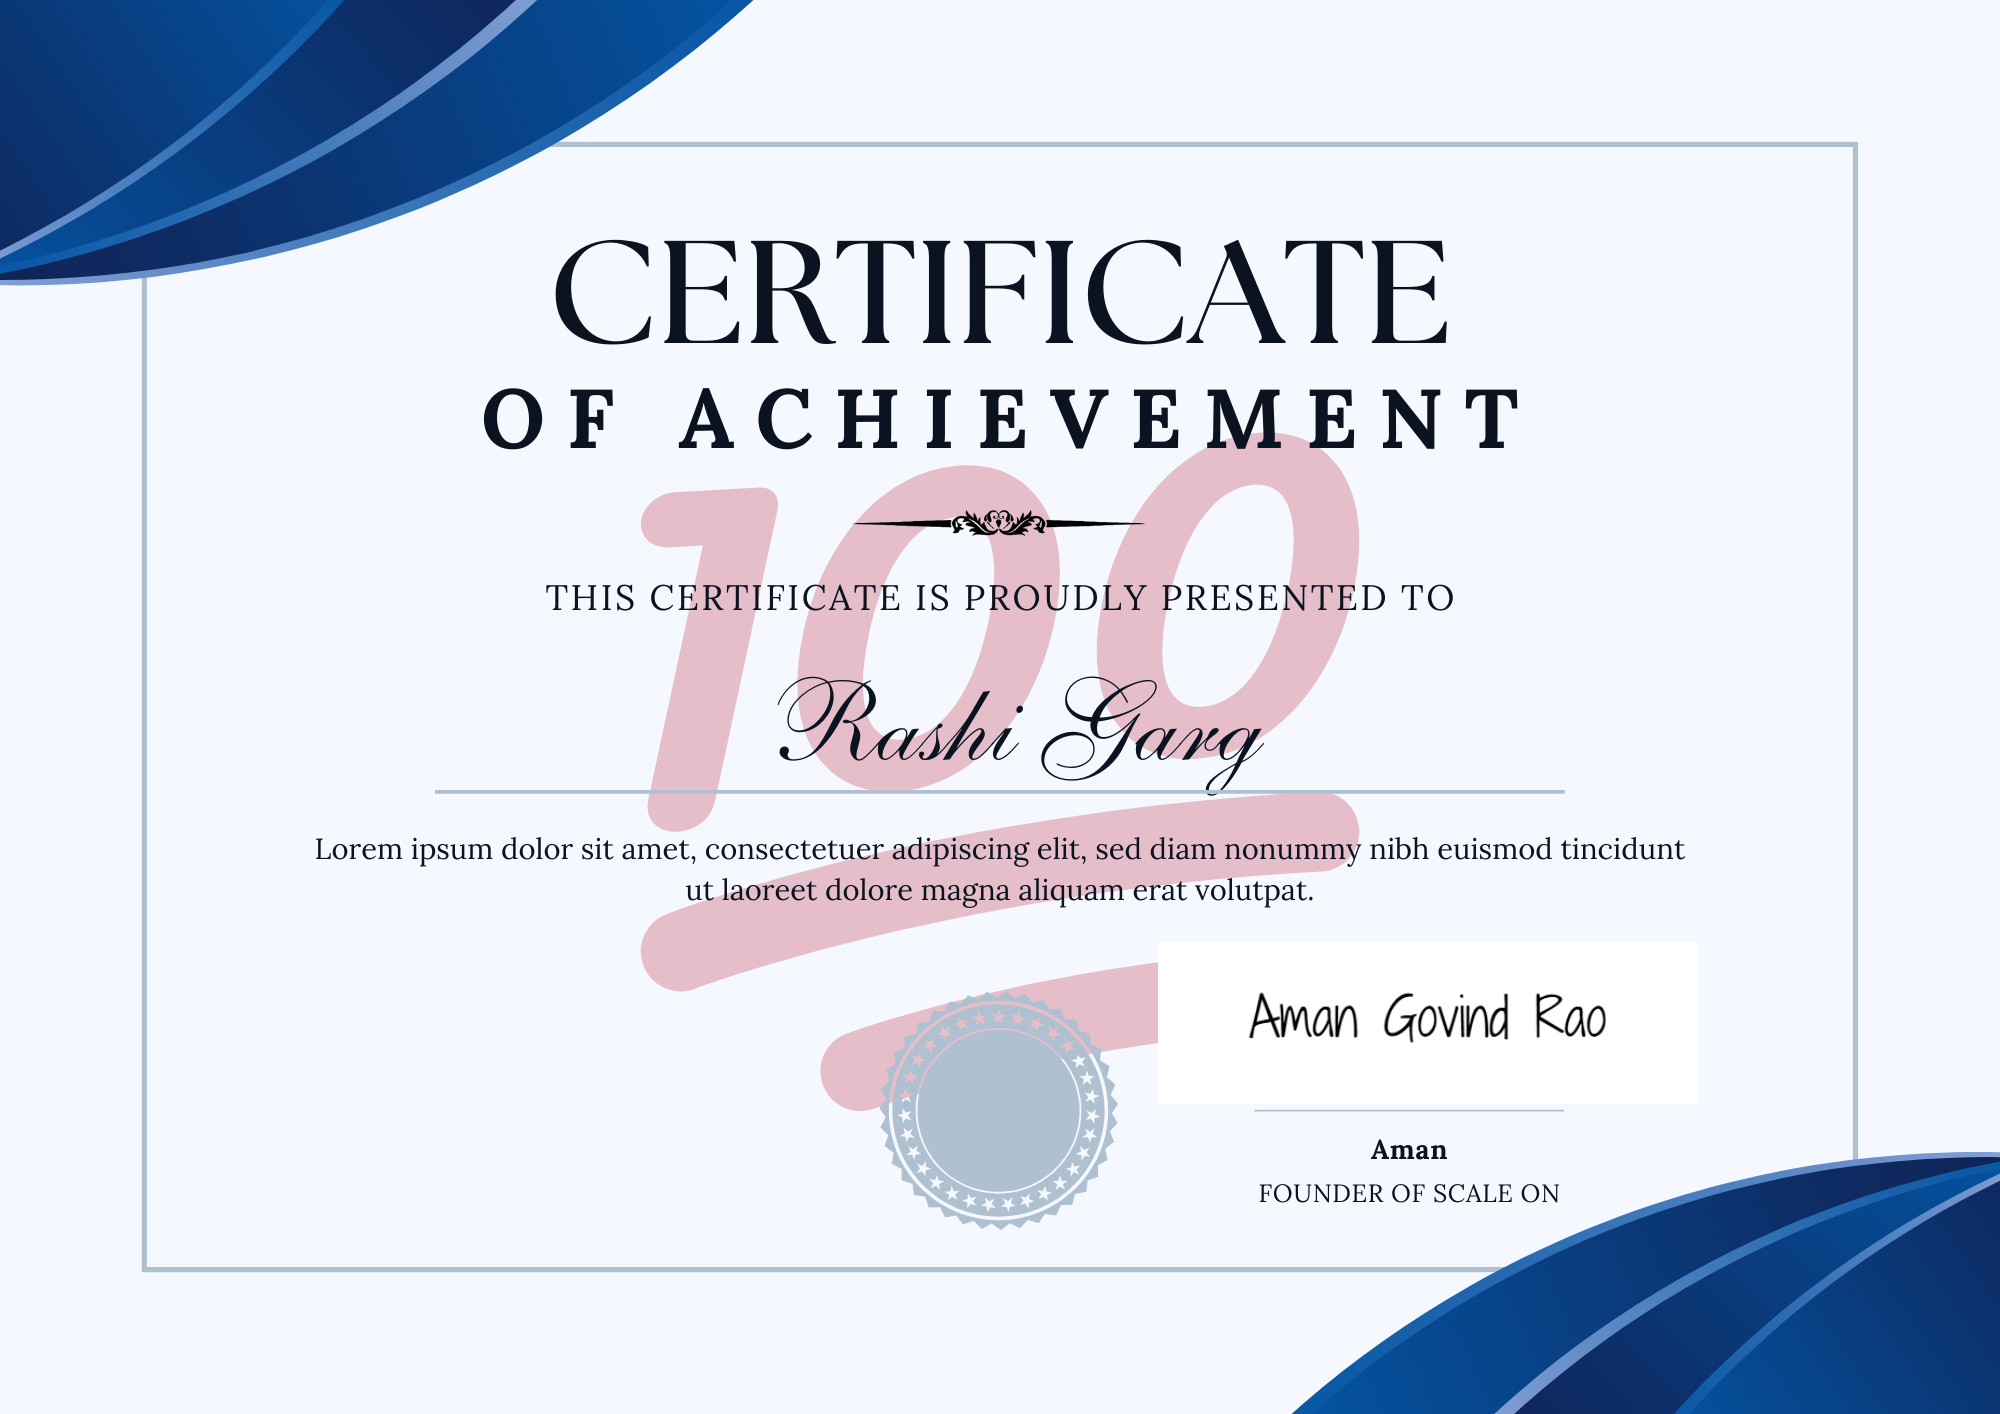 CERTIFICATE
OF ACHIEVEMENT
100
THIS CERTIFICATE IS PROUDLY PRESENTED TO
Rashi Garg
Lorem ipsum dolor sit amet, consectetuer adipiscing elit, sed diam nonummy nibh euismod tincidunt
ut laoreet dolore magna aliquam erat volutpat.
Aman Govind Rao
Aman
FOUNDER OF SCALE ON